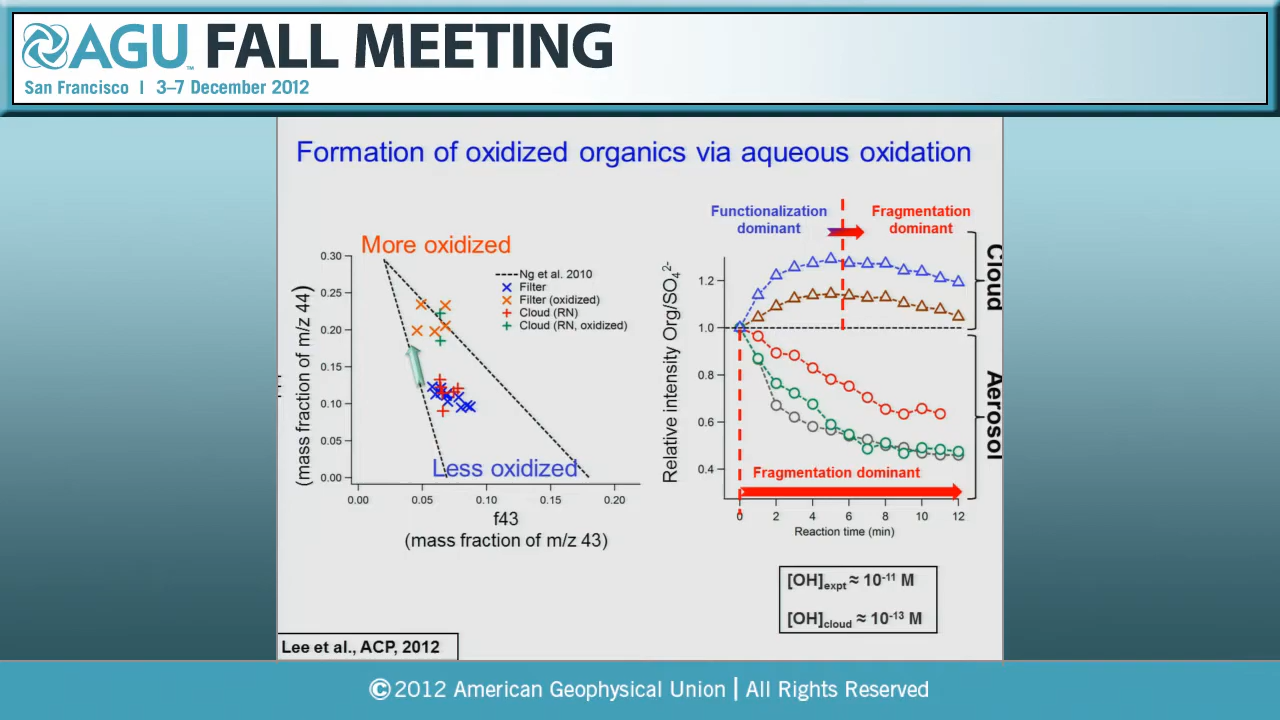 AGU™ FALL MEETING
San Francisco | 3–7 December 2012
Formation of oxidized organics via aqueous oxidation
More oxidized
Less oxidized
Ng et al. 2010
Filter
Filter (oxidized)
Cloud (RN)
Cloud (RN, oxidized)
(mass fraction of m/z 44)
0.30
0.25
0.20
0.15
0.10
0.05
0.00
0.00 0.05 0.10 0.15 0.20
f43
(mass fraction of m/z 43)
Functionalization
dominant
Fragmentation
dominant
Cloud
Aerosol
Relative intensity Org/SO₄²⁻
1.2
1.0
0.8
0.6
0.4
Fragmentation dominant
0 2 4 6 8 10 12
Reaction time (min)
[OH]expt ≈ 10⁻¹¹ M
[OH]cloud ≈ 10⁻¹³ M
Lee et al., ACP, 2012
©2012 American Geophysical Union | All Rights Reserved